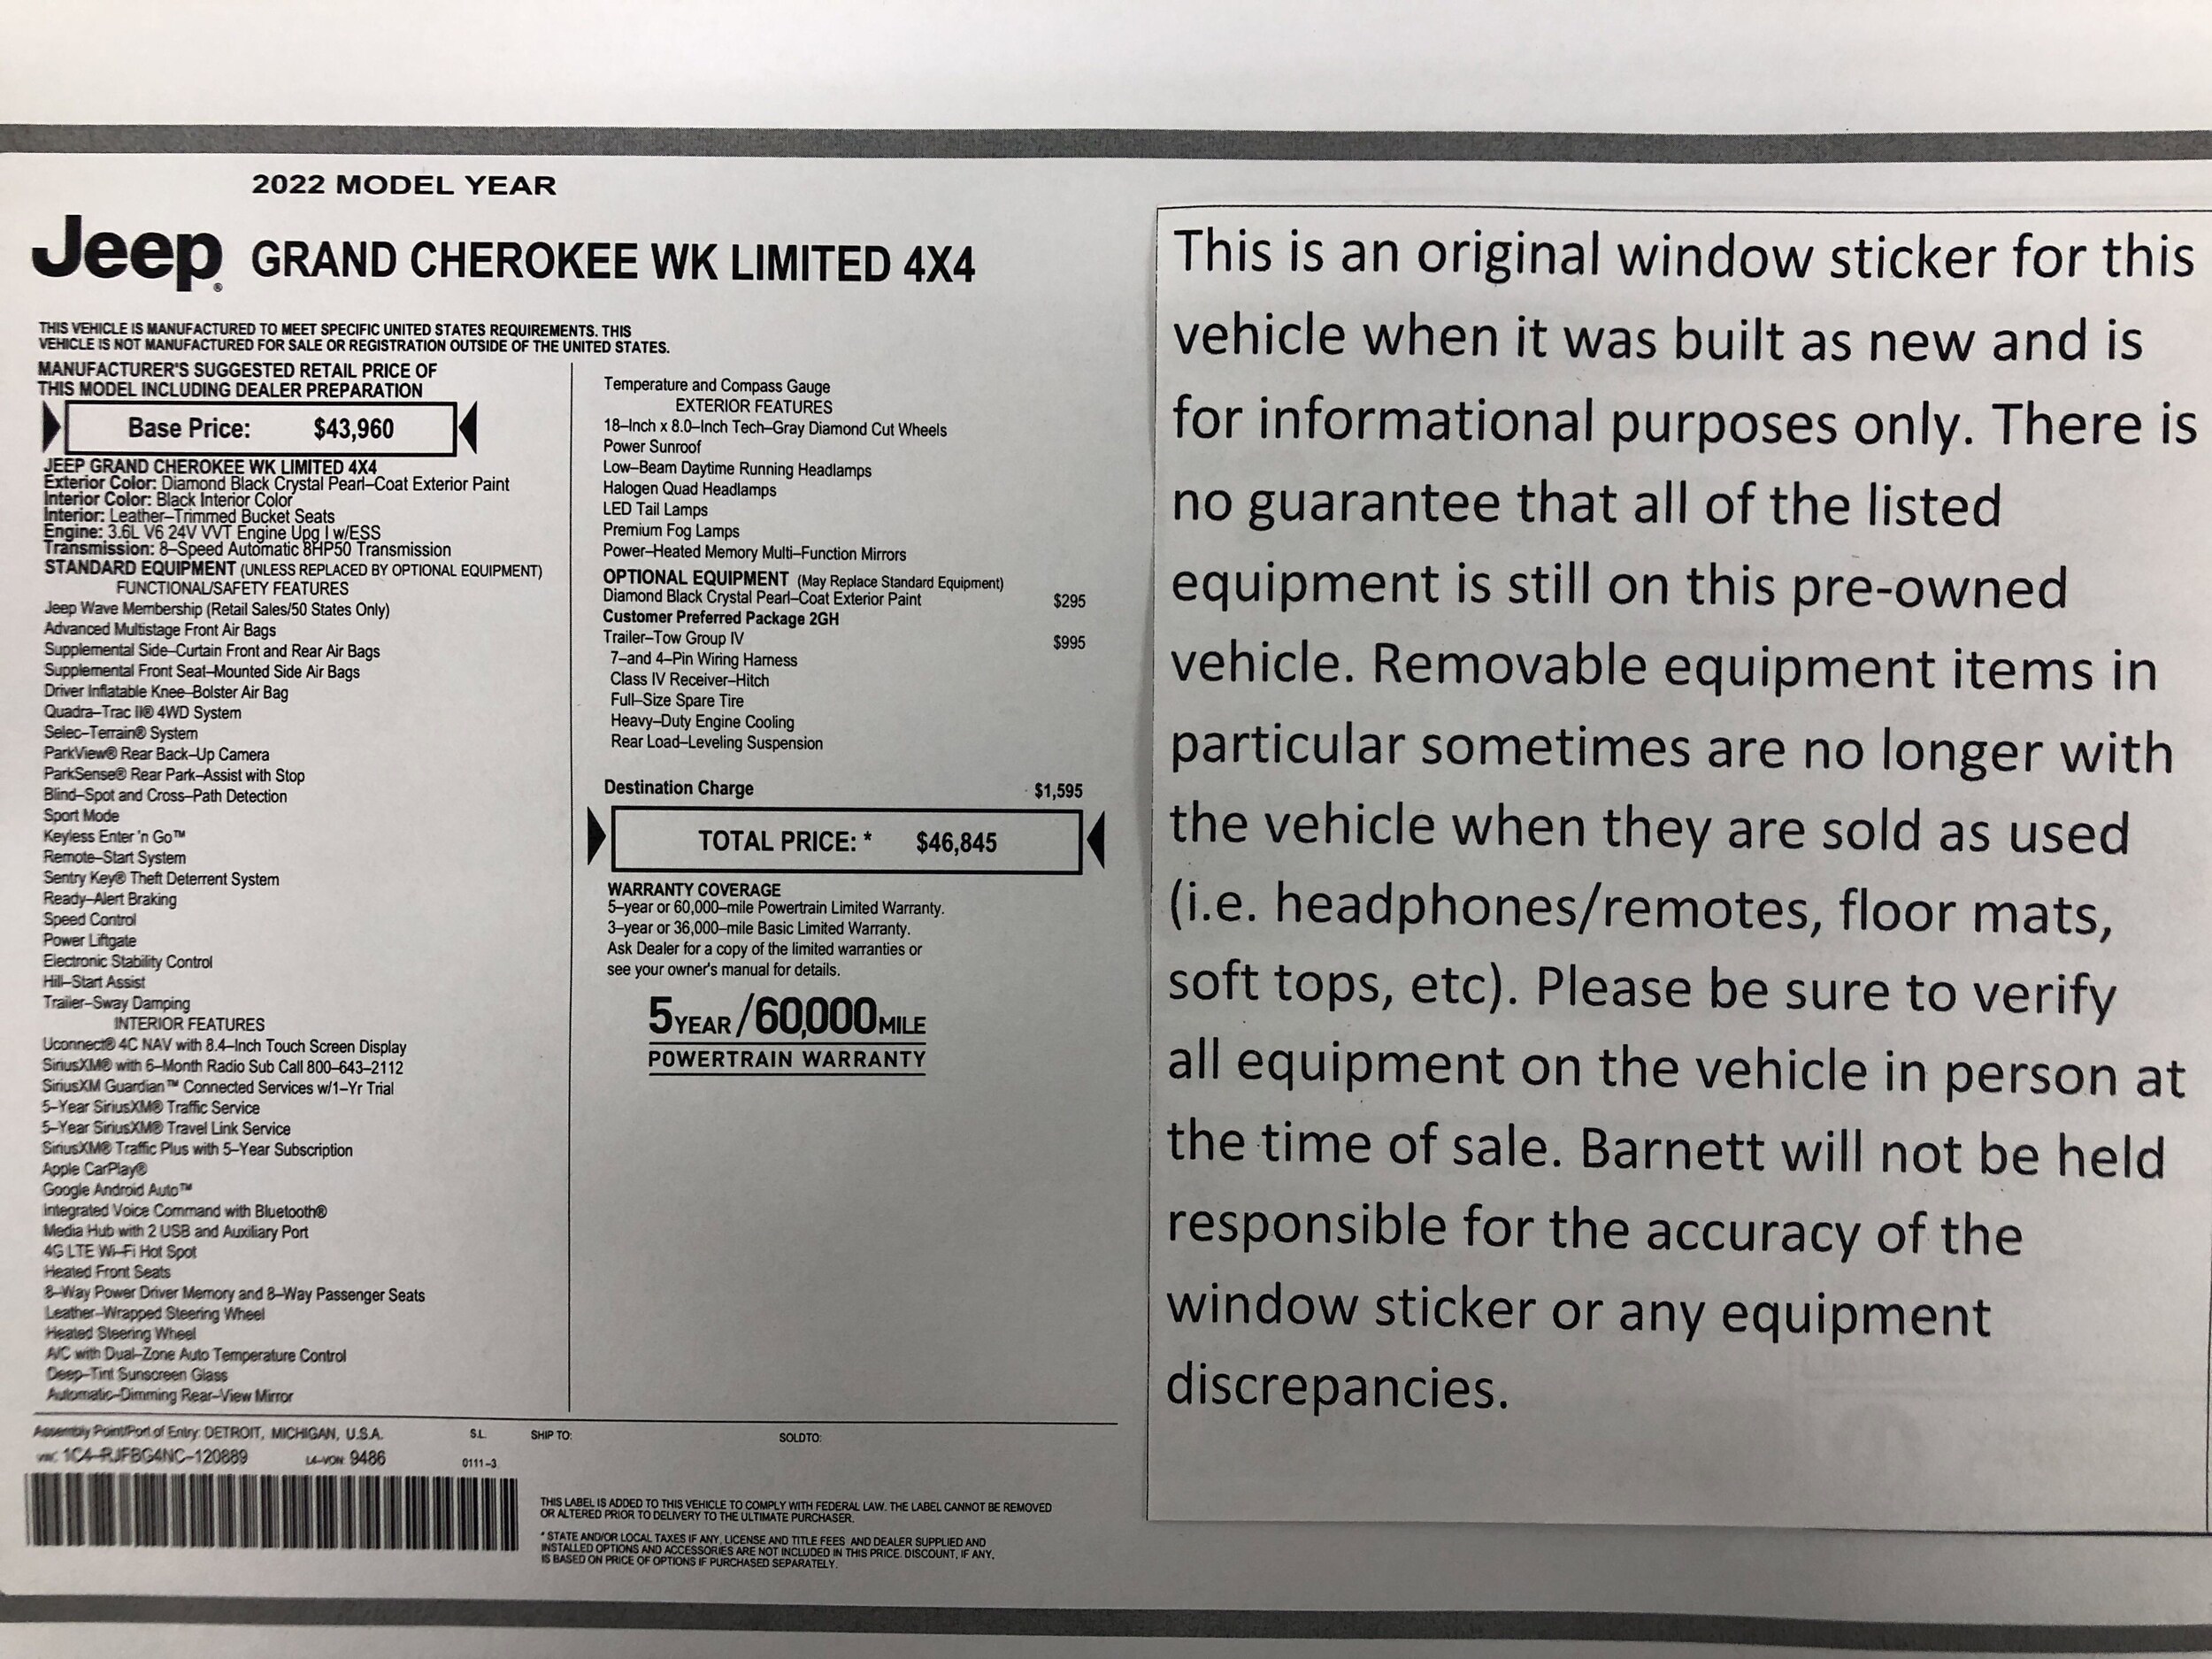 2022 MODEL YEAR
Jeep® GRAND CHEROKEE WK LIMITED 4X4
THIS VEHICLE IS MANUFACTURED TO MEET SPECIFIC UNITED STATES REQUIREMENTS. THIS
VEHICLE IS NOT MANUFACTURED FOR SALE OR REGISTRATION OUTSIDE OF THE UNITED STATES.
MANUFACTURER'S SUGGESTED RETAIL PRICE OF
THIS MODEL INCLUDING DEALER PREPARATION
Base Price: $43,960
JEEP GRAND CHEROKEE WK LIMITED 4X4
Exterior Color: Diamond Black Crystal Pearl–Coat Exterior Paint
Interior Color: Black Interior Color
Interior: Leather–Trimmed Bucket Seats
Engine: 3.6L V6 24V VVT Engine Upg I w/ESS
Transmission: 8–Speed Automatic 8HP50 Transmission
STANDARD EQUIPMENT (UNLESS REPLACED BY OPTIONAL EQUIPMENT)
FUNCTIONAL/SAFETY FEATURES
Jeep Wave Membership (Retail Sales/50 States Only)
Advanced Multistage Front Air Bags
Supplemental Side–Curtain Front and Rear Air Bags
Supplemental Front Seat–Mounted Side Air Bags
Driver Inflatable Knee–Bolster Air Bag
Quadra–Trac II® 4WD System
Selec–Terrain® System
ParkView® Rear Back–Up Camera
ParkSense® Rear Park–Assist with Stop
Blind–Spot and Cross–Path Detection
Sport Mode
Keyless Enter 'n Go™
Remote–Start System
Sentry Key® Theft Deterrent System
Ready–Alert Braking
Speed Control
Power Liftgate
Electronic Stability Control
Hill–Start Assist
Trailer–Sway Damping
INTERIOR FEATURES
Uconnect® 4C NAV with 8.4–Inch Touch Screen Display
SiriusXM® with 6–Month Radio Sub Call 800–643–2112
SiriusXM Guardian™ Connected Services w/1–Yr Trial
5–Year SiriusXM® Traffic Service
5–Year SiriusXM® Travel Link Service
SiriusXM® Traffic Plus with 5–Year Subscription
Apple CarPlay®
Google Android Auto™
Integrated Voice Command with Bluetooth®
Media Hub with 2 USB and Auxiliary Port
4G LTE Wi–Fi Hot Spot
Heated Front Seats
8–Way Power Driver Memory and 8–Way Passenger Seats
Leather–Wrapped Steering Wheel
Heated Steering Wheel
A/C with Dual–Zone Auto Temperature Control
Deep–Tint Sunscreen Glass
Automatic–Dimming Rear–View Mirror
Temperature and Compass Gauge
EXTERIOR FEATURES
18–Inch x 8.0–Inch Tech–Gray Diamond Cut Wheels
Power Sunroof
Low–Beam Daytime Running Headlamps
Halogen Quad Headlamps
LED Tail Lamps
Premium Fog Lamps
Power–Heated Memory Multi–Function Mirrors
OPTIONAL EQUIPMENT (May Replace Standard Equipment)
Diamond Black Crystal Pearl–Coat Exterior Paint $295
Customer Preferred Package 2GH
Trailer–Tow Group IV $995
7–and 4–Pin Wiring Harness
Class IV Receiver–Hitch
Full–Size Spare Tire
Heavy–Duty Engine Cooling
Rear Load–Leveling Suspension
Destination Charge $1,595
TOTAL PRICE: * $46,845
WARRANTY COVERAGE
5–year or 60,000–mile Powertrain Limited Warranty.
3–year or 36,000–mile Basic Limited Warranty.
Ask Dealer for a copy of the limited warranties or
see your owner's manual for details.
5 YEAR/60,000 MILE
POWERTRAIN WARRANTY
Assembly Point/Port of Entry: DETROIT, MICHIGAN, U.S.A.
VIN: 1C4–RJFBG4NC–120889 L4–VON: 9486
S.L. SHIP TO: SOLD TO:
0111–3
THIS LABEL IS ADDED TO THIS VEHICLE TO COMPLY WITH FEDERAL LAW. THE LABEL CANNOT BE REMOVED
OR ALTERED PRIOR TO DELIVERY TO THE ULTIMATE PURCHASER.
* STATE AND/OR LOCAL TAXES IF ANY, LICENSE AND TITLE FEES AND DEALER SUPPLIED AND
INSTALLED OPTIONS AND ACCESSORIES ARE NOT INCLUDED IN THIS PRICE. DISCOUNT, IF ANY,
IS BASED ON PRICE OF OPTIONS IF PURCHASED SEPARATELY.
This is an original window sticker for this
vehicle when it was built as new and is
for informational purposes only. There is
no guarantee that all of the listed
equipment is still on this pre-owned
vehicle. Removable equipment items in
particular sometimes are no longer with
the vehicle when they are sold as used
(i.e. headphones/remotes, floor mats,
soft tops, etc). Please be sure to verify
all equipment on the vehicle in person at
the time of sale. Barnett will not be held
responsible for the accuracy of the
window sticker or any equipment
discrepancies.